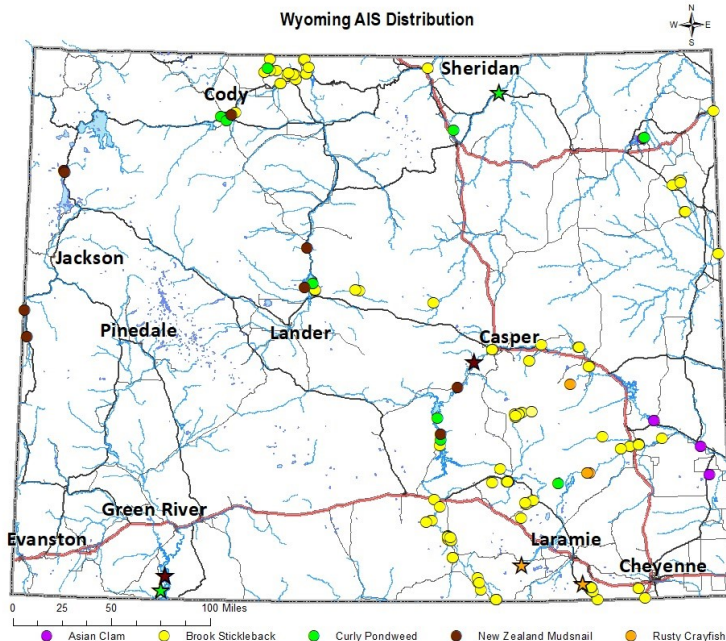 Wyoming AIS Distribution
N
W E
S
Sheridan
Cody
Jackson
Pinedale
Lander
Casper
Green River
Evanston
Laramie
Cheyenne
0 25 50 100 Miles
Asian Clam Brook Stickleback Curly Pondweed New Zealand Mudsnail Rusty Crayfish